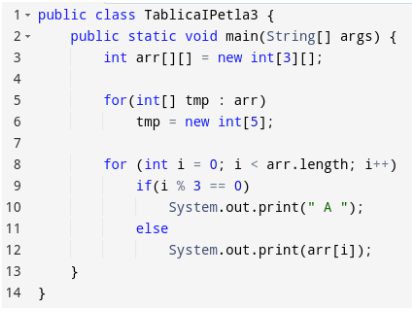 1 public class TablicaIPetla3 {
2 public static void main(String[] args) {
3 int arr[][] = new int[3][];
4
5 for(int[] tmp : arr)
6 tmp = new int[5];
7
8 for (int i = 0; i < arr.length; i++)
9 if(i % 3 == 0)
10 System.out.print(" A ");
11 else
12 System.out.print(arr[i]);
13 }
14 }